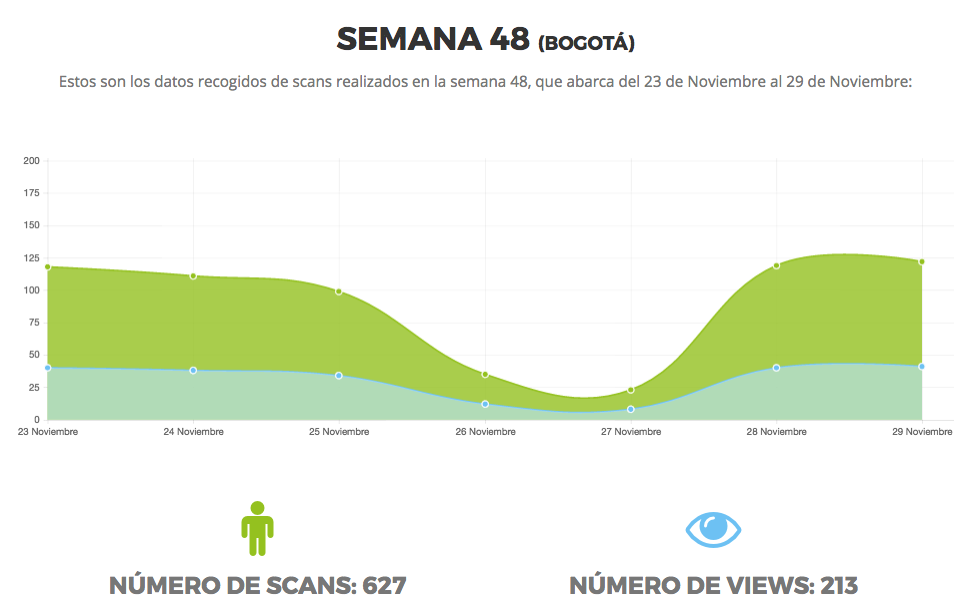 SEMANA 48 (BOGOTÁ)
Estos son los datos recogidos de scans realizados en la semana 48, que abarca del 23 de Noviembre al 29 de Noviembre:
200
175
150
125
100
75
50
25
0
23 Noviembre 24 Noviembre 25 Noviembre 26 Noviembre 27 Noviembre 28 Noviembre 29 Noviembre
NÚMERO DE SCANS: 627 NÚMERO DE VIEWS: 213